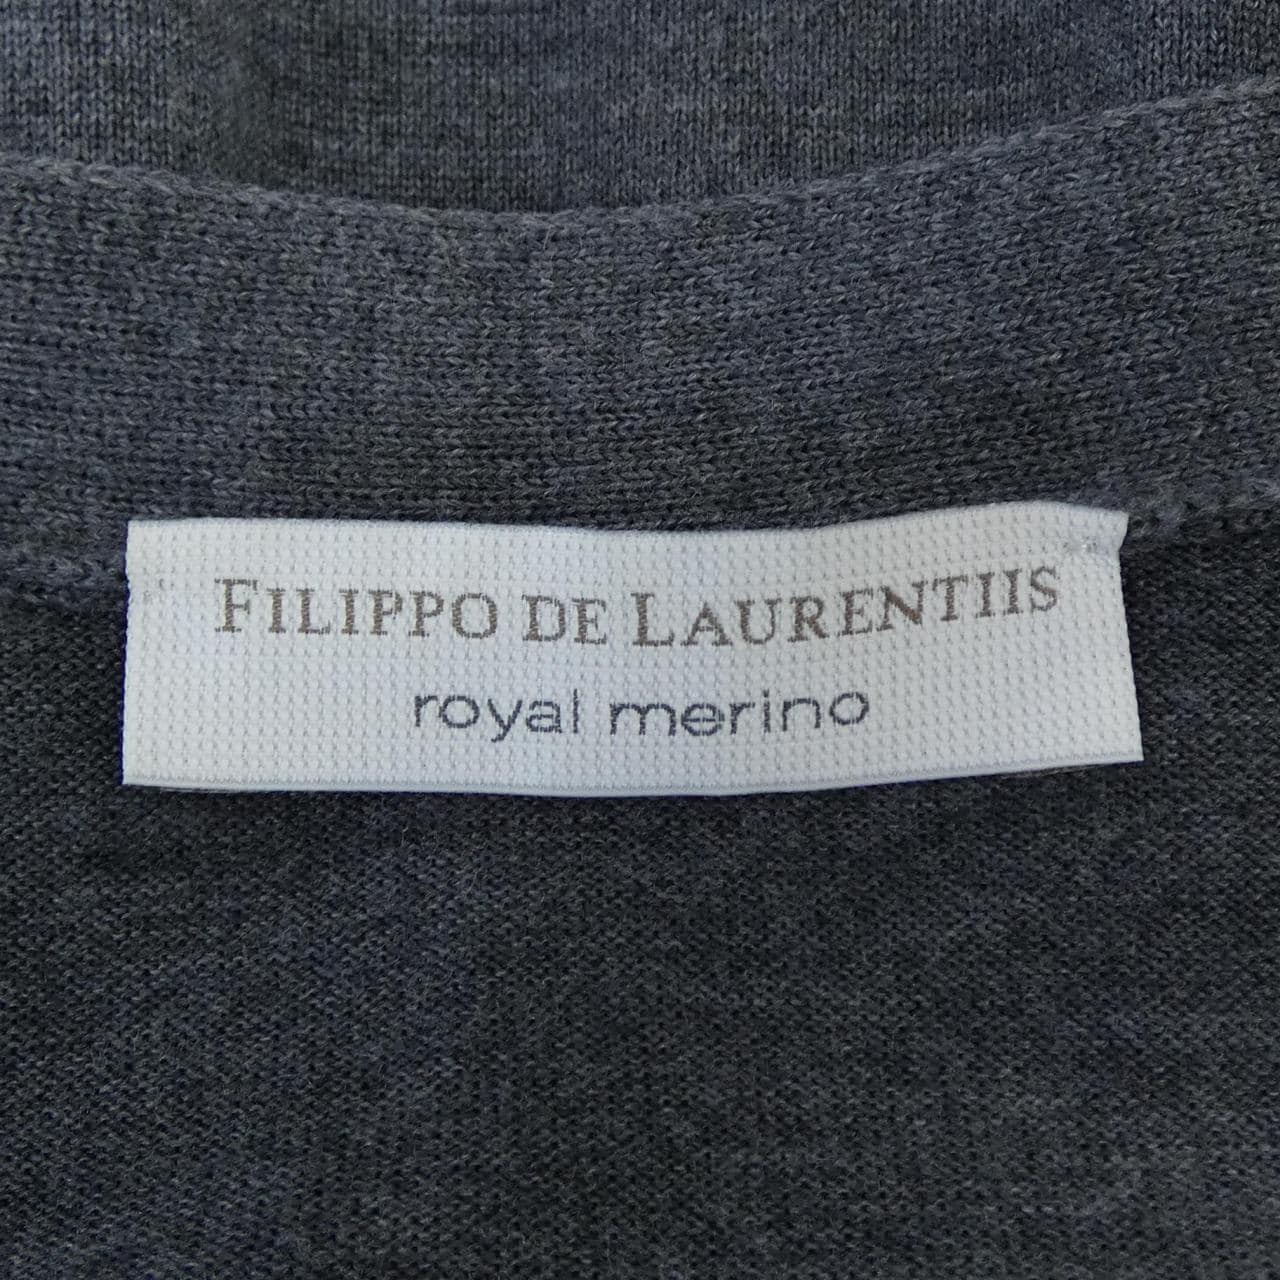 FILIPPO DE LAURENTIIS
royal merino